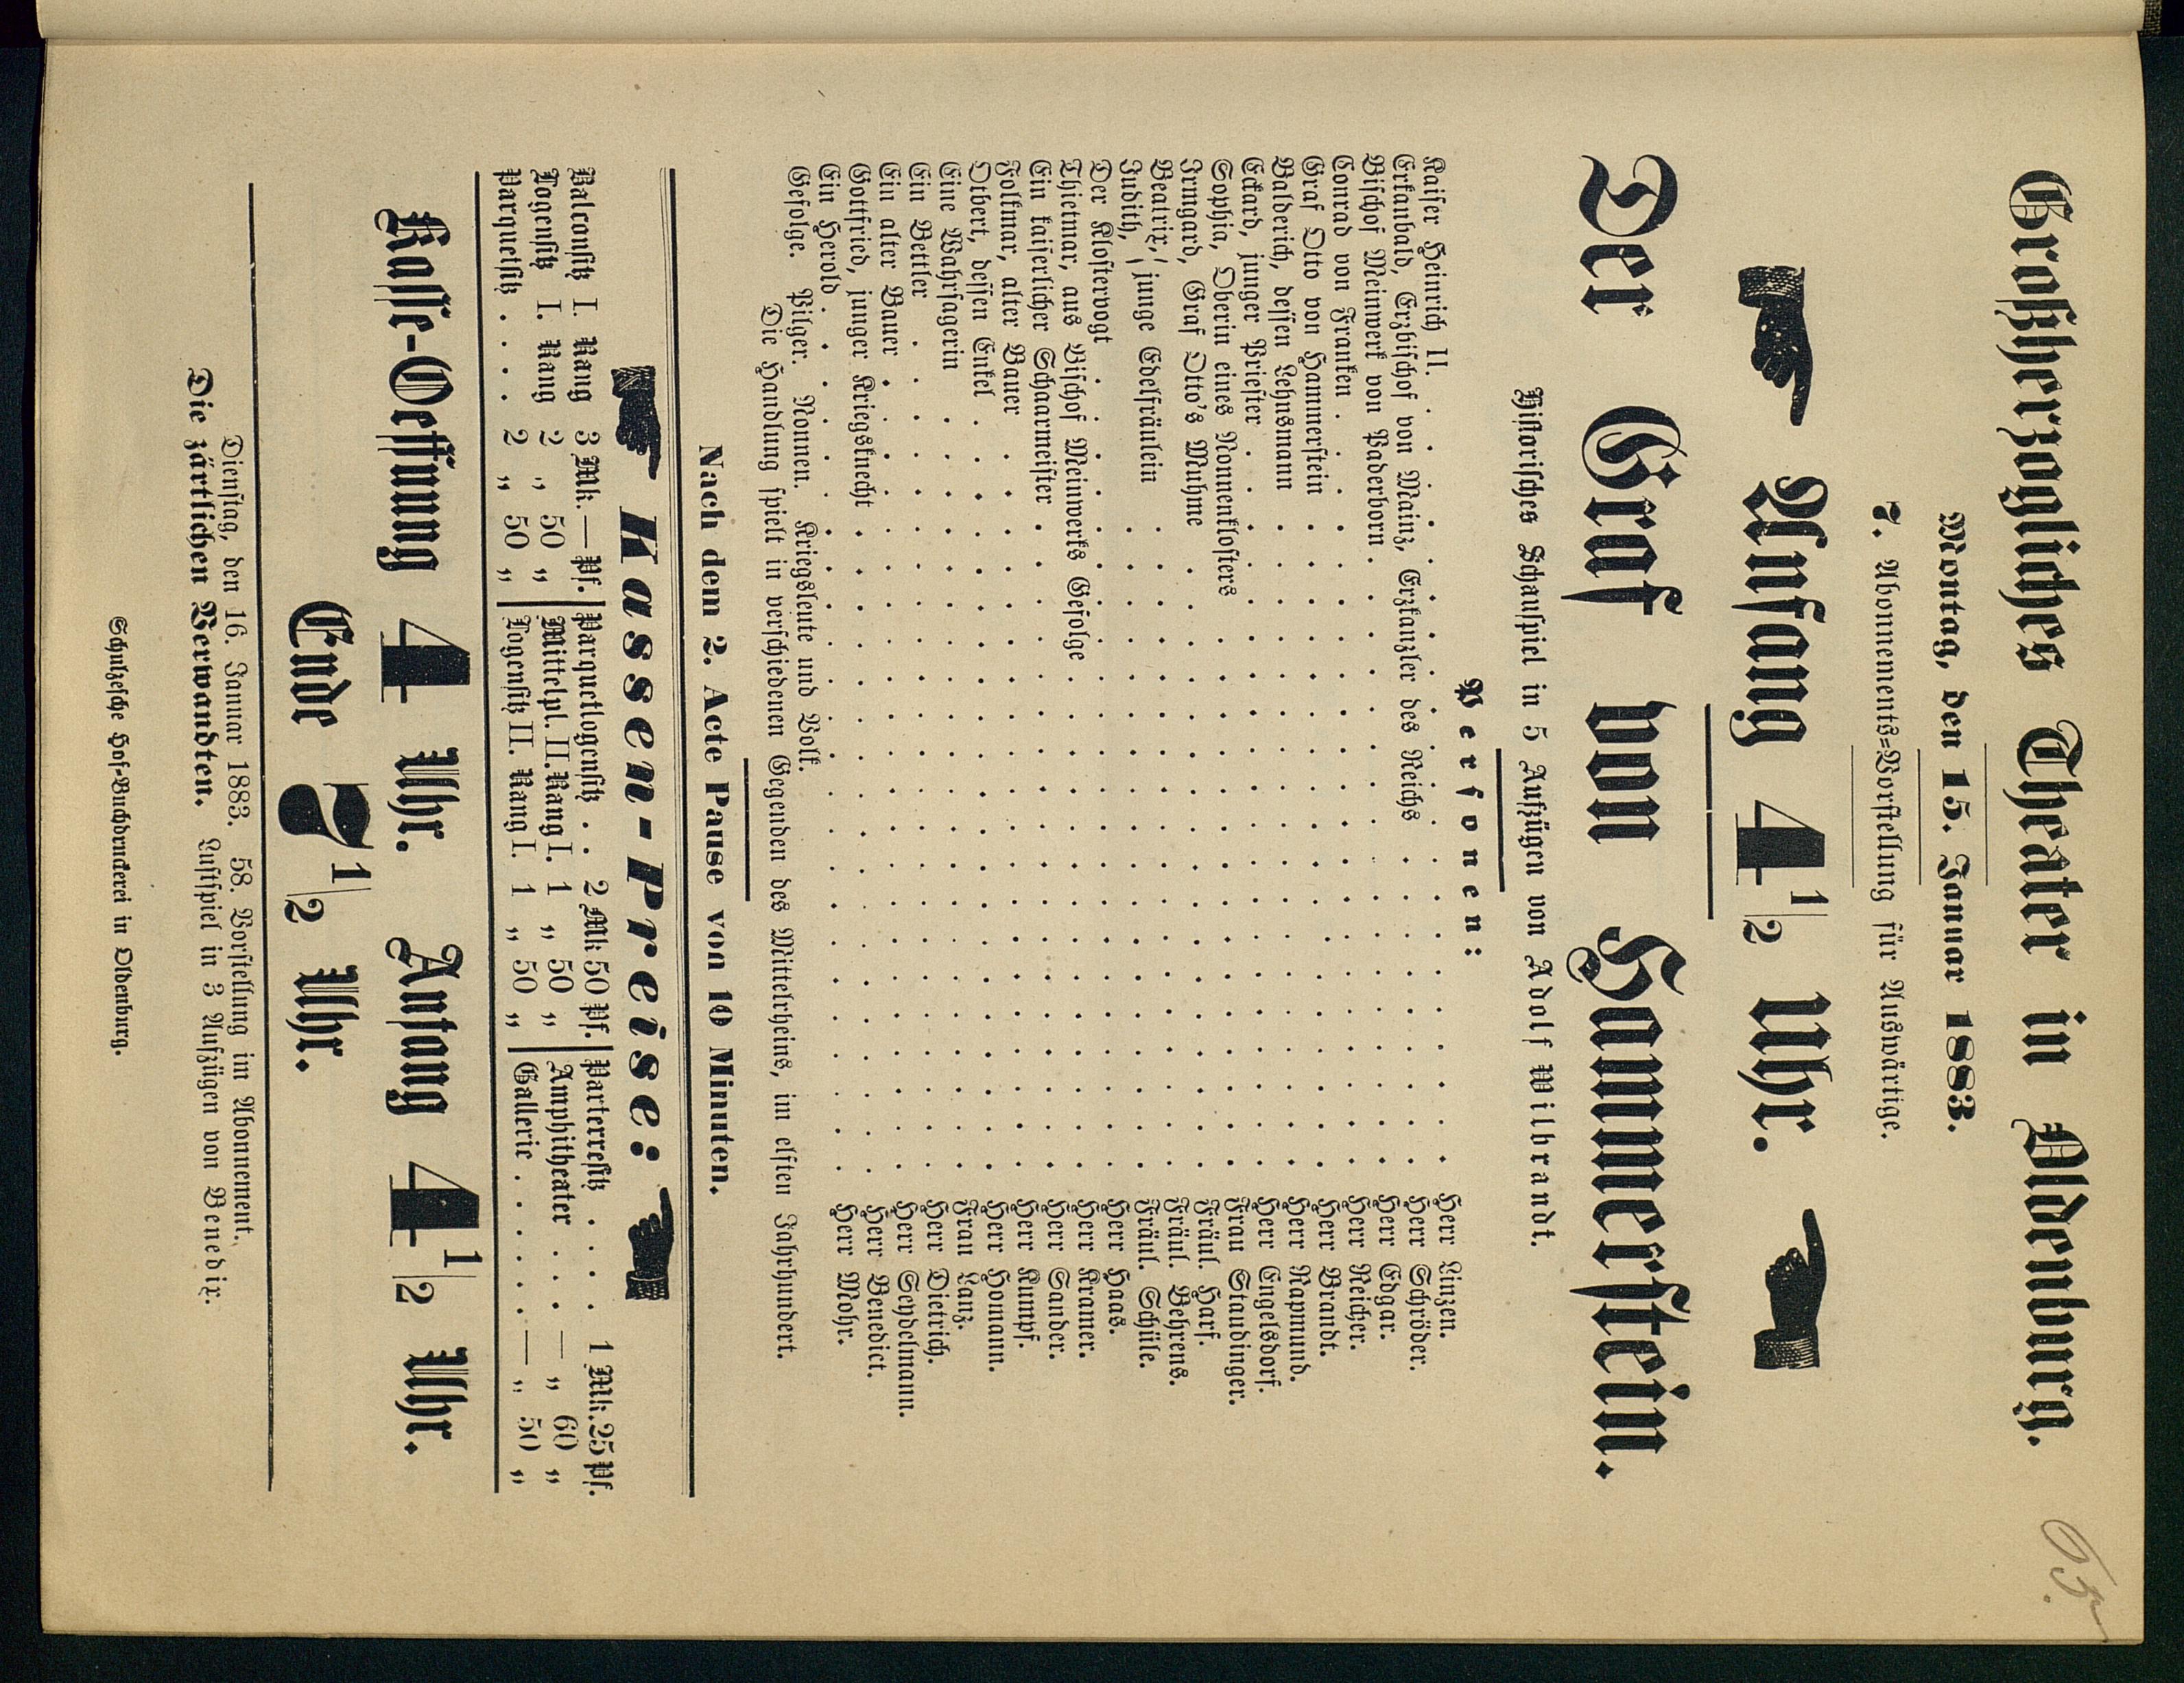 65.
Großherzogliches Theater in Oldenburg.
Montag, den 15. Januar 1883.
7. Abonnements-Vorstellung für Auswärtige.
Anfang 4 1/2 Uhr.
Der Graf von Hammerstein.
Historisches Schauspiel in 5 Aufzügen von Adolf Wilbrandt.
Personen:
Kaiser Heinrich II. . . . . Herr Linzen.
Erkanbald, Erzbischof von Mainz, Erzkanzler des Reichs . . . . Herr Schröder.
Bischof Meinwerk von Paderborn . . . . Herr Edgar.
Conrad von Franken . . . . Herr Reicher.
Graf Otto von Hammerstein . . . . Herr Brandt.
Balderich, dessen Lehnsmann . . . . Herr Rapmund.
Eckard, junger Priester . . . . Herr Engelsdorf.
Sophia, Oberin eines Nonnenklosters . . . . Frau Staudinger.
Irmgard, Graf Otto's Muhme . . . . Fräul. Harf.
Beatrix, } junge Edelfräulein . . . . Fräul. Behrens.
Judith, . . . . Fräul. Schüle.
Der Klostervogt . . . . Herr Haas.
Thietmar, aus Bischof Meinwerks Gefolge . . . . Herr Kramer.
Ein kaiserlicher Schaarmeister . . . . Herr Sander.
Folkmar, alter Bauer . . . . Herr Rumpf.
Otbert, dessen Enkel . . . . Herr Homann.
Eine Wahrsagerin . . . . Frau Lanz.
Ein Bettler . . . . Herr Dietrich.
Ein alter Bauer . . . . Herr Seydelmann.
Gottfried, junger Kriegsknecht . . . . Herr Benedict.
Ein Herold . . . . Herr Mohr.
Gefolge. Pilger. Nonnen. Kriegsleute und Volk.
Die Handlung spielt in verschiedenen Gegenden des Mittelrheins, im elften Jahrhundert.
Nach dem 2. Acte Pause von 10 Minuten.
Kassen-Preise:
Balconsitz I. Rang 3 Mk. — Pf. Parquetlogensitz . . 2 Mk 50 Pf. Parterresitz . . . 1 Mk. 25 Pf.
Logensitz I. Rang 2 „ 50 „ Mittelpl. II. Rang I. 1 „ 50 „ Amphitheater . . . — „ 60 „
Parquetsitz . . . . 2 „ 50 „ Logensitz II. Rang I. 1 „ 50 „ Gallerie . . . . . — „ 50 „
Kasse-Oeffnung 4 Uhr. Anfang 4 1/2 Uhr.
Ende 7 1/2 Uhr.
Dienstag, den 16. Januar 1883. 58. Vorstellung im Abonnement.
Die zärtlichen Verwandten. Lustspiel in 3 Aufzügen von Benedix.
Schulzesche Hof-Buchdruckerei in Oldenburg.